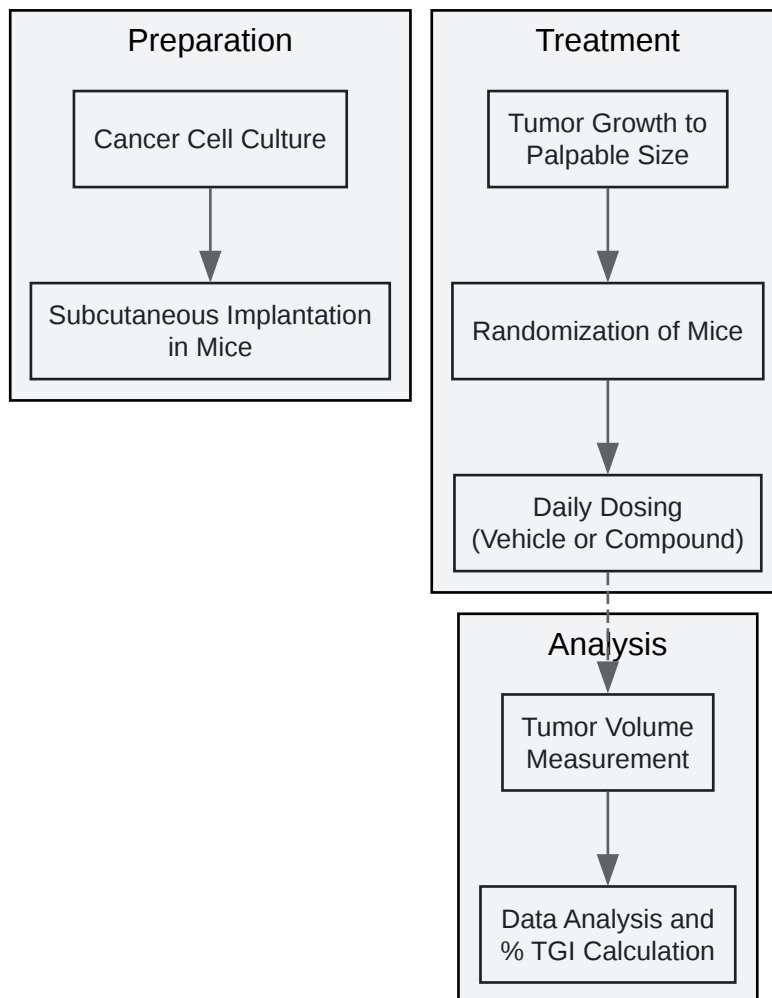 Preparation
Cancer Cell Culture
Subcutaneous Implantation
in Mice
Treatment
Tumor Growth to
Palpable Size
Randomization of Mice
Daily Dosing
(Vehicle or Compound)
Analysis
Tumor Volume
Measurement
Data Analysis and
% TGI Calculation